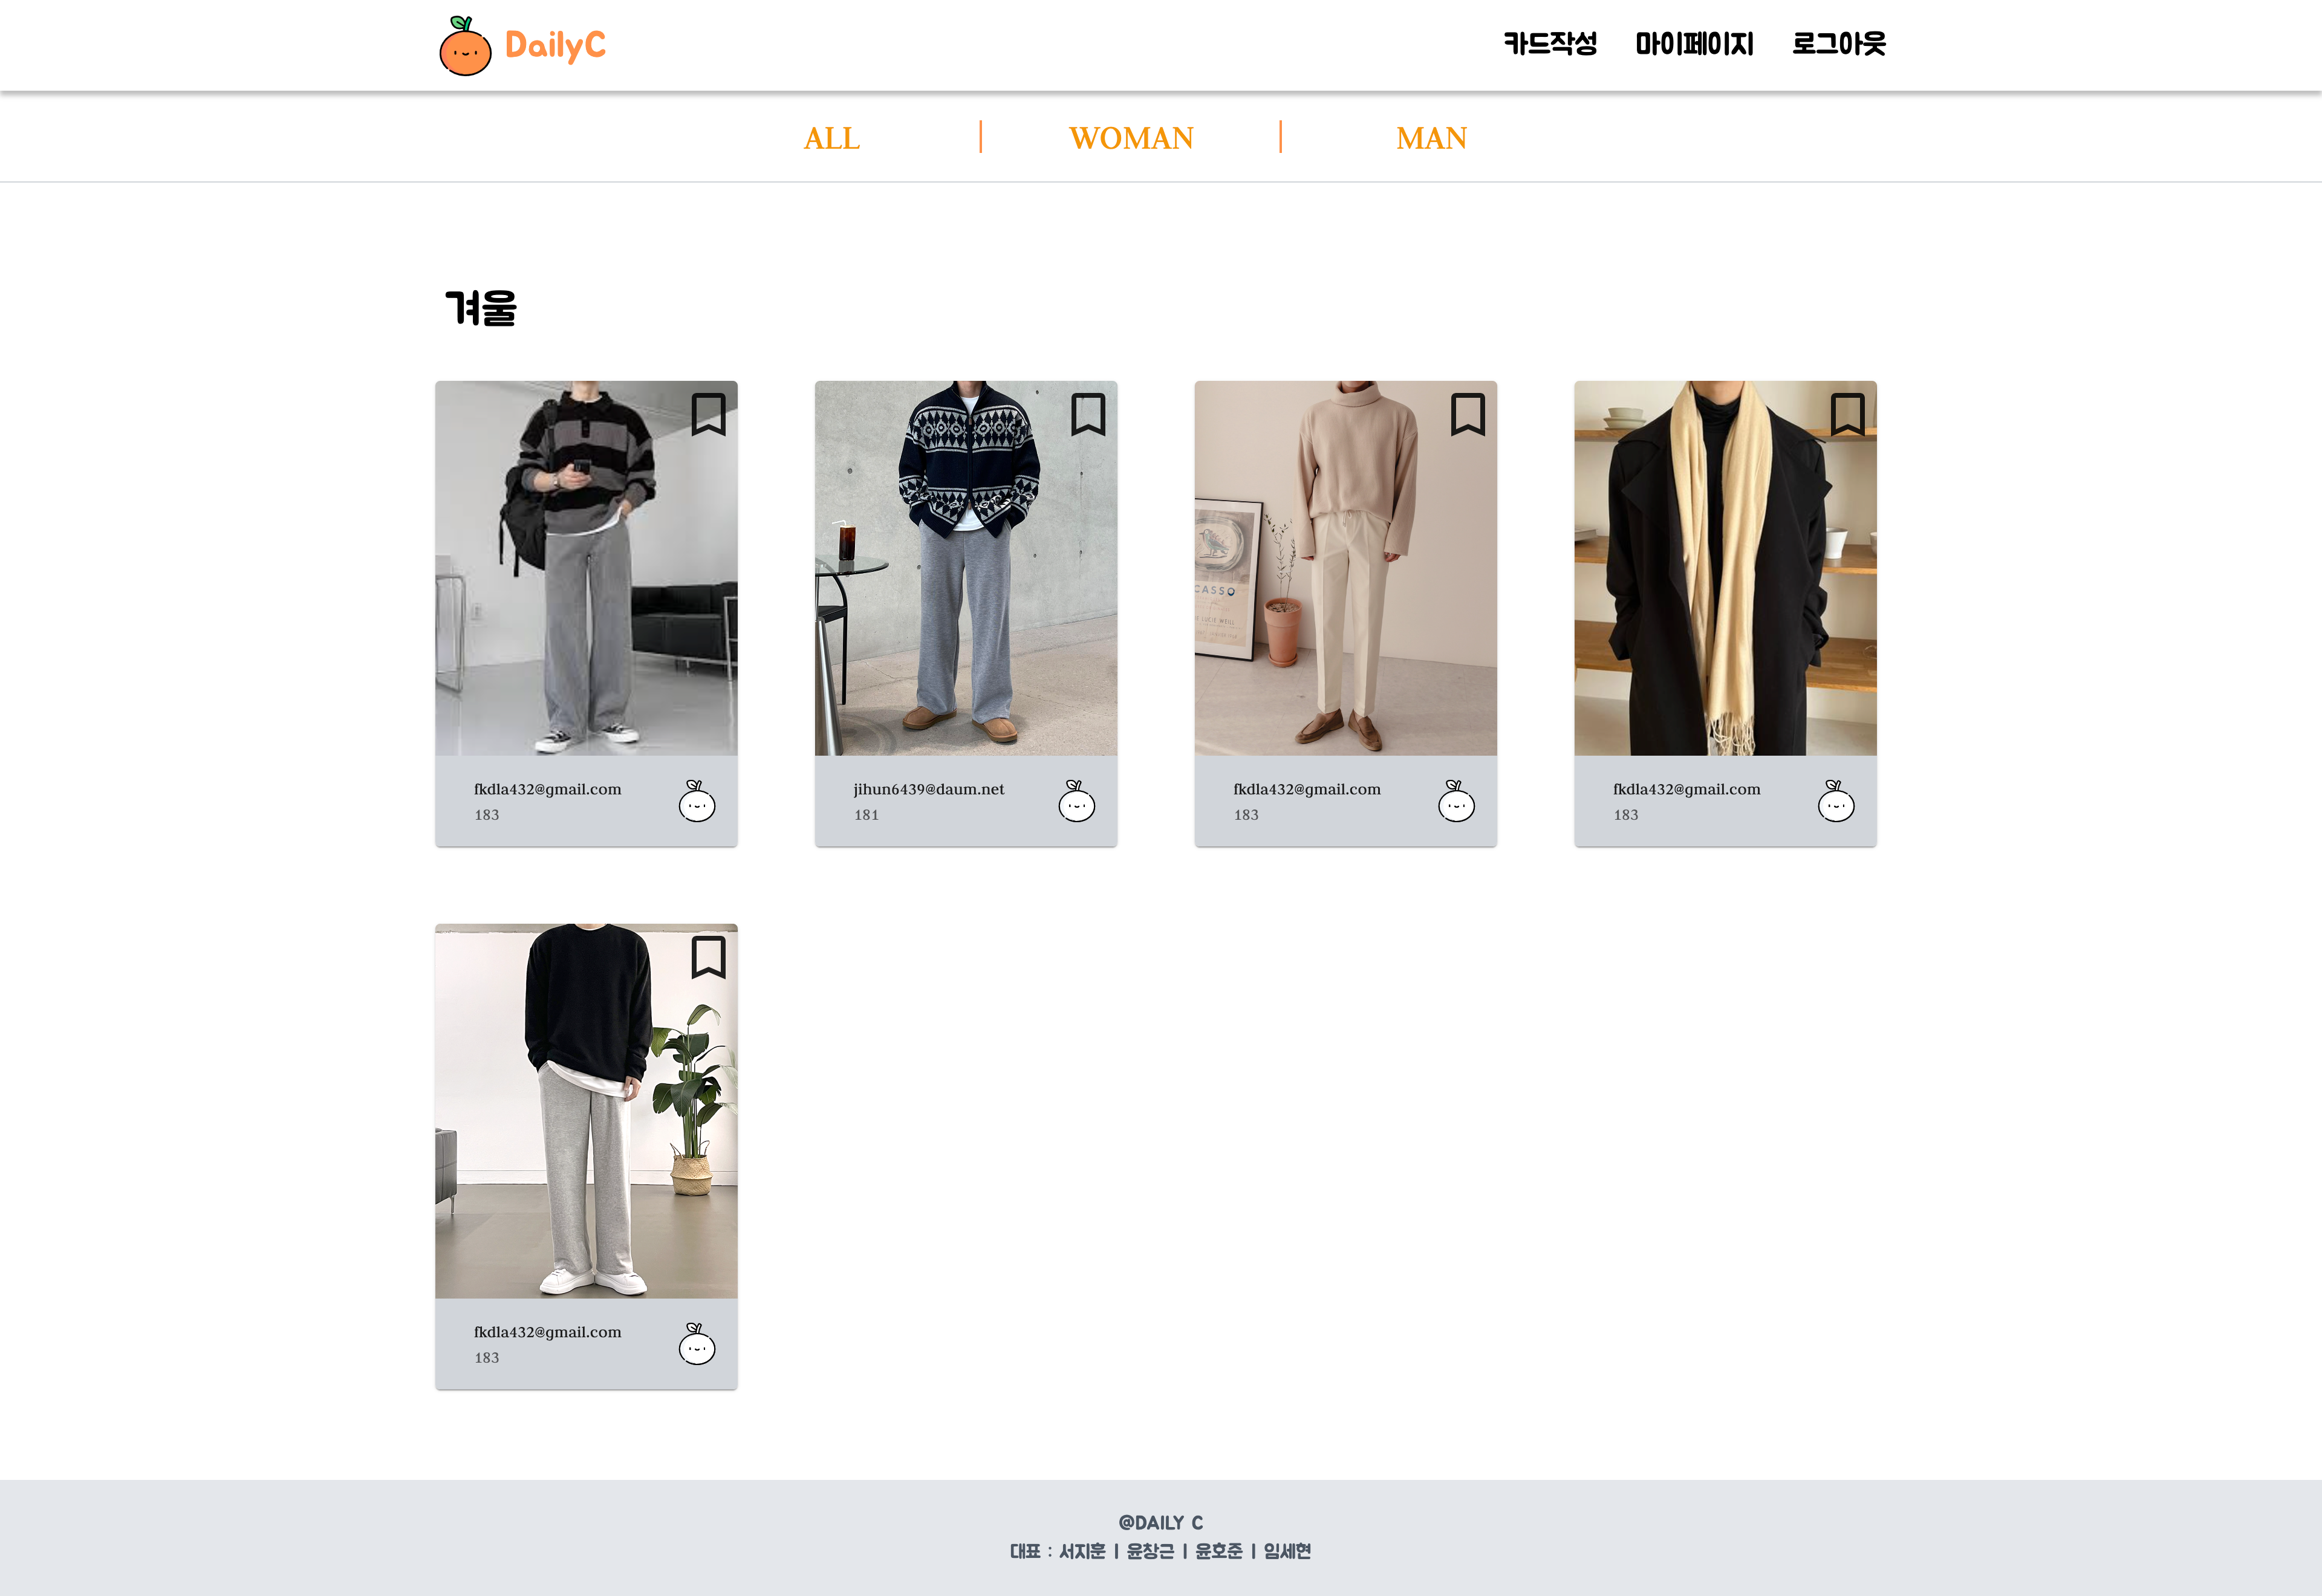 DailyC
카드작성 마이페이지 로그아웃
ALL WOMAN MAN
겨울
CASSO
fkdla432@gmail.com
183
jihun6439@daum.net
181
fkdla432@gmail.com
183
fkdla432@gmail.com
183
fkdla432@gmail.com
183
@DAILY C
대표 : 서지훈 | 윤창근 | 윤호준 | 임세현